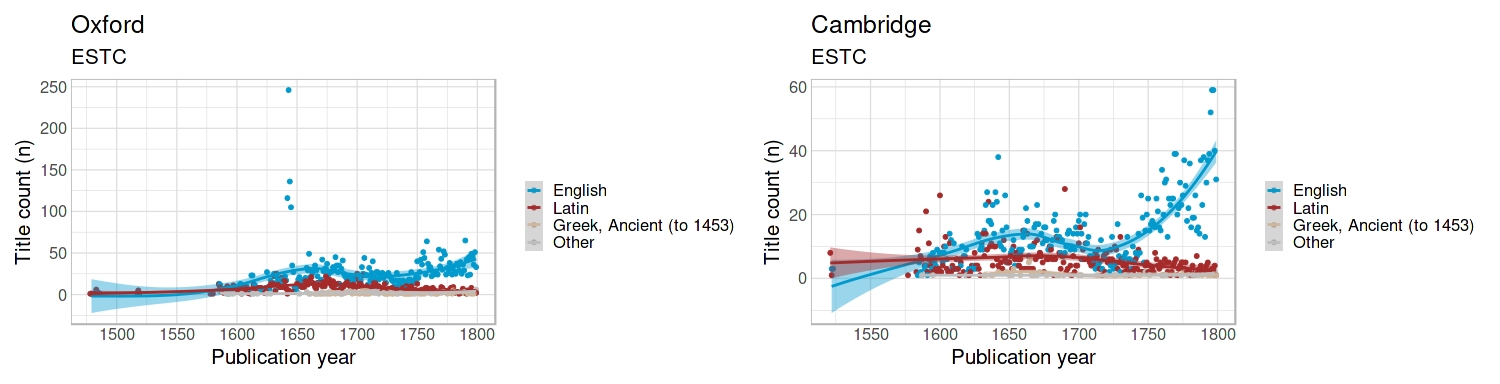 Oxford
ESTC
250
200
150
100
50
0
Title count (n)
1500 1550 1600 1650 1700 1750 1800
Publication year
English
Latin
Greek, Ancient (to 1453)
Other
Cambridge
ESTC
60
40
20
0
Title count (n)
1550 1600 1650 1700 1750 1800
Publication year
English
Latin
Greek, Ancient (to 1453)
Other